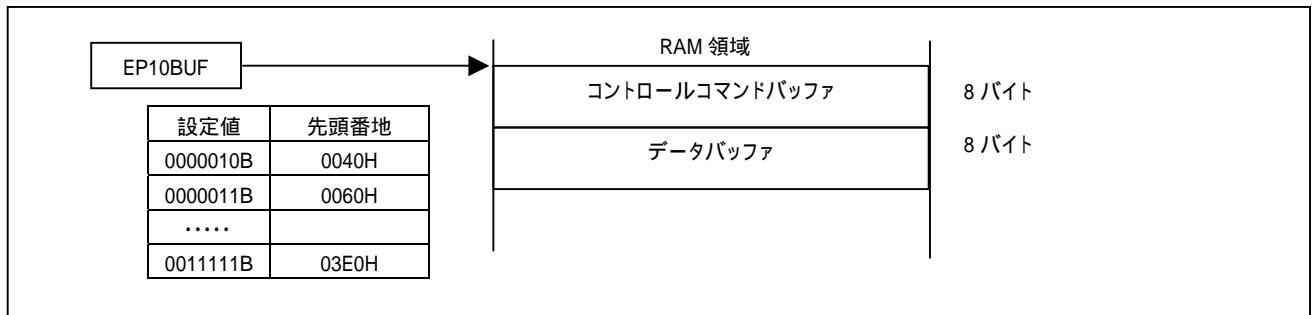 EP10BUF
RAM 領域
コントロールコマンドバッファ 8 バイト
データバッファ 8 バイト
設定値 先頭番地
0000010B 0040H
0000011B 0060H
・・・・・
0011111B 03E0H